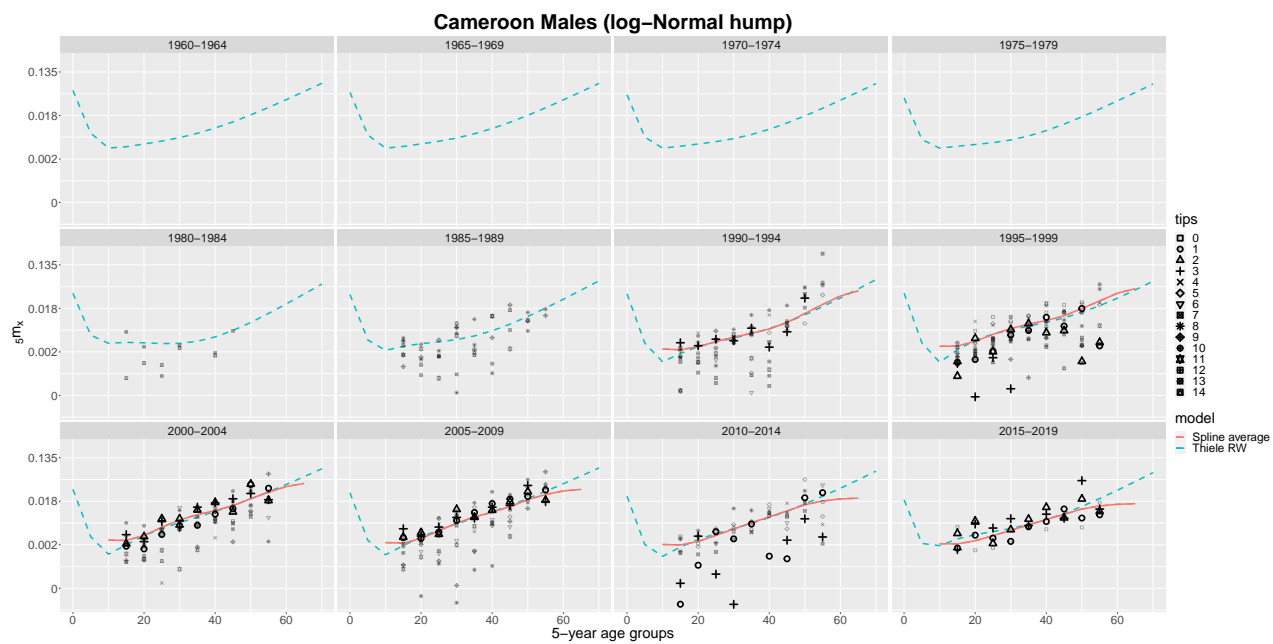 Cameroon Males (log−Normal hump)
1960−1964 1965−1969 1970−1974 1975−1979
0.135
0.018
0.002
0
1980−1984 1985−1989 1990−1994 1995−1999
0.135
0.018
0.002
0
2000−2004 2005−2009 2010−2014 2015−2019
0.135
0.018
0.002
0
0 20 40 60 0 20 40 60 0 20 40 60 0 20 40 60
5−year age groups
5mx
tips
0
1
2
3
4
5
6
7
8
9
10
11
12
13
14
model
Spline average
Thiele RW